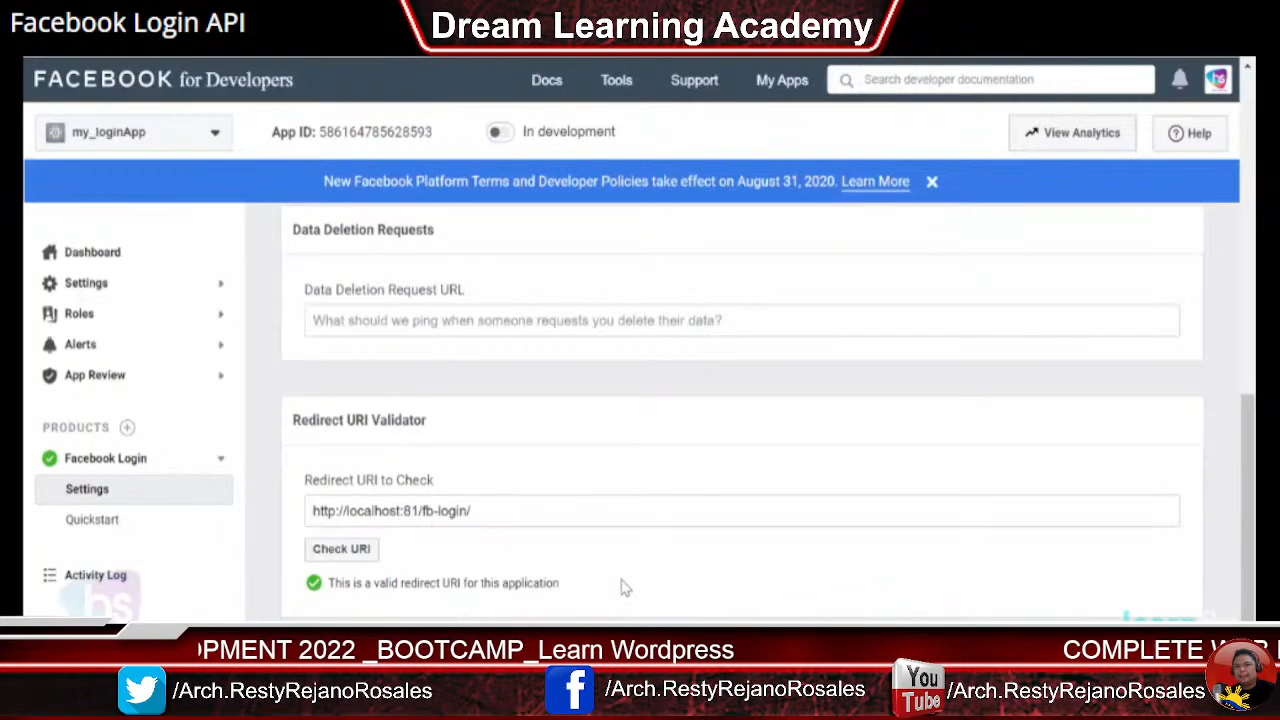 Facebook Login API
Dream Learning Academy
FACEBOOK for Developers
Docs
Tools
Support
My Apps
Search developer documentation
my_loginApp
App ID: 586164785628593
In development
View Analytics
Help
New Facebook Platform Terms and Developer Policies take effect on August 31, 2020. Learn More
Dashboard
Settings
Roles
Alerts
App Review
PRODUCTS
Facebook Login
Settings
Quickstart
Activity Log
Data Deletion Requests
Data Deletion Request URL
What should we ping when someone requests you delete their data?
Redirect URI Validator
Redirect URI to Check
http://localhost:81/fb-login/
Check URI
This is a valid redirect URI for this application
OPMENT 2022 _BOOTCAMP_Learn Wordpress
COMPLETE
/Arch.RestyRejanoRosales
/Arch.RestyRejanoRosales
You
Tube
/Arch.RestyRejanoRosales